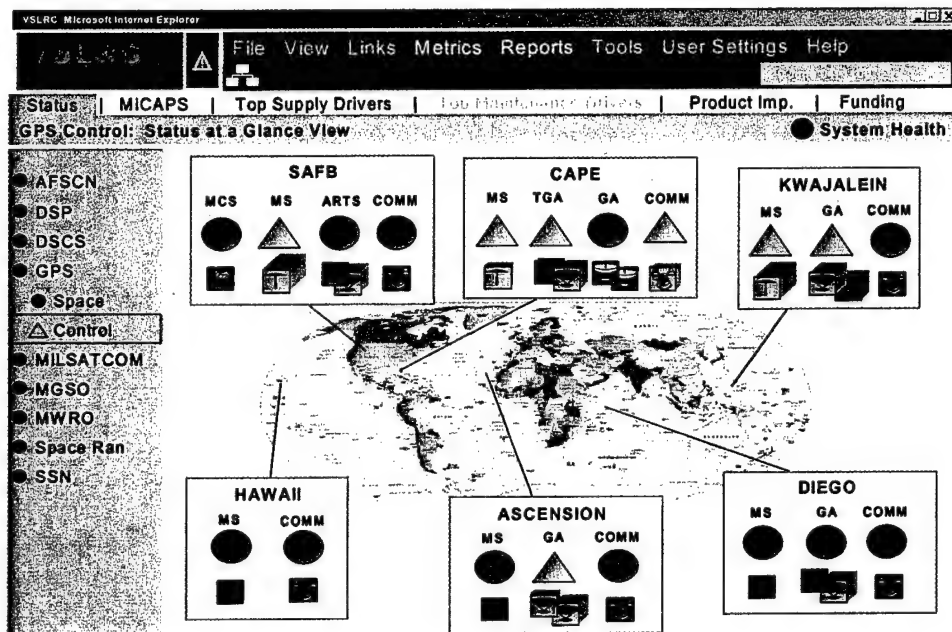 VSLRC Microsoft Internet Explorer
File View Links Metrics Reports Tools User Settings Help
Status | MICAPS | Top Supply Drivers | Top Maintenance Drivers | Product Imp. | Funding
GPS Control: Status at a Glance View
System Health
AFSCN
DSP
DSCS
GPS
Space
Control
MILSATCOM
MGSO
MWRO
Space Ran
SSN
SAFB
MCS MS ARTS COMM
CAPE
MS TGA GA COMM
KWAJALEIN
MS GA COMM
HAWAII
MS COMM
ASCENSION
MS GA COMM
DIEGO
MS GA COMM